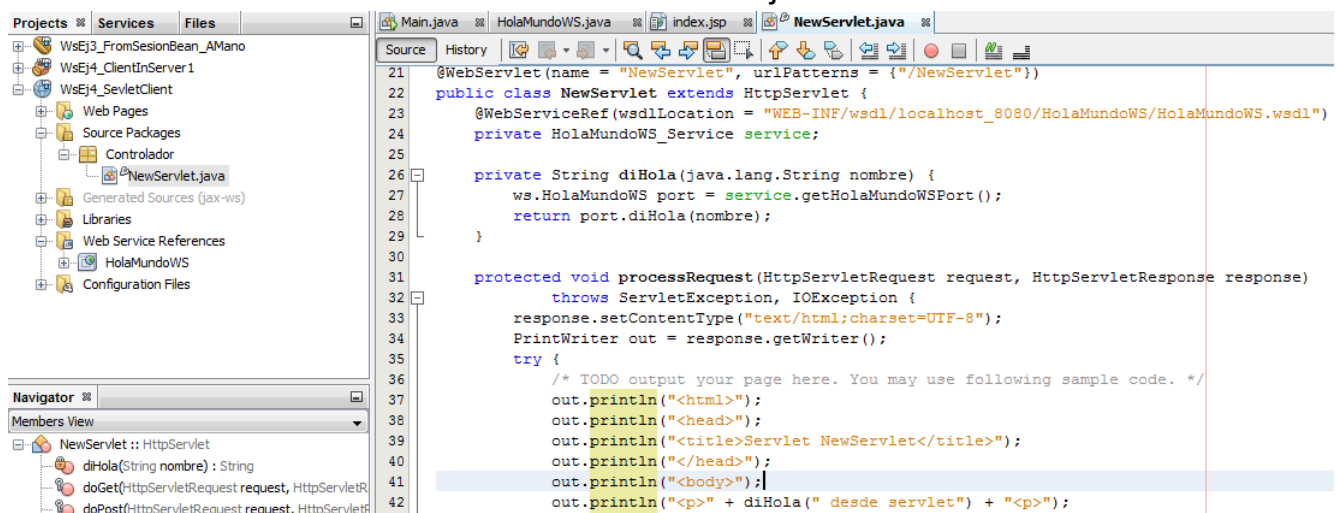 Projects Services Files
WsEj3_FromSesionBean_AMano
WsEj4_ClientInServer1
WsEj4_SevletClient
Web Pages
Source Packages
Controlador
NewServlet.java
Generated Sources (jax-ws)
Libraries
Web Service References
HolaMundoWS
Configuration Files
Navigator
Members View
NewServlet :: HttpServlet
diHola(String nombre) : String
doGet(HttpServletRequest request, HttpServletR
doPost(HttpServletRequest request, HttpServletR
Main.java HolaMundoWS.java index.jsp NewServlet.java
Source History
21 @WebServlet(name = "NewServlet", urlPatterns = {"/NewServlet"})
22 public class NewServlet extends HttpServlet {
23 @WebServiceRef(wsdlLocation = "WEB-INF/wsdl/localhost_8080/HolaMundoWS/HolaMundoWS.wsdl")
24 private HolaMundoWS_Service service;
25
26 private String diHola(java.lang.String nombre) {
27 ws.HolaMundoWS port = service.getHolaMundoWSPort();
28 return port.diHola(nombre);
29 }
30
31 protected void processRequest(HttpServletRequest request, HttpServletResponse response)
32 throws ServletException, IOException {
33 response.setContentType("text/html;charset=UTF-8");
34 PrintWriter out = response.getWriter();
35 try {
36 /* TODO output your page here. You may use following sample code. */
37 out.println("<html>");
38 out.println("<head>");
39 out.println("<title>Servlet NewServlet</title>");
40 out.println("</head>");
41 out.println("<body>");
42 out.println("<p>" + diHola(" desde servlet") + "<p>");